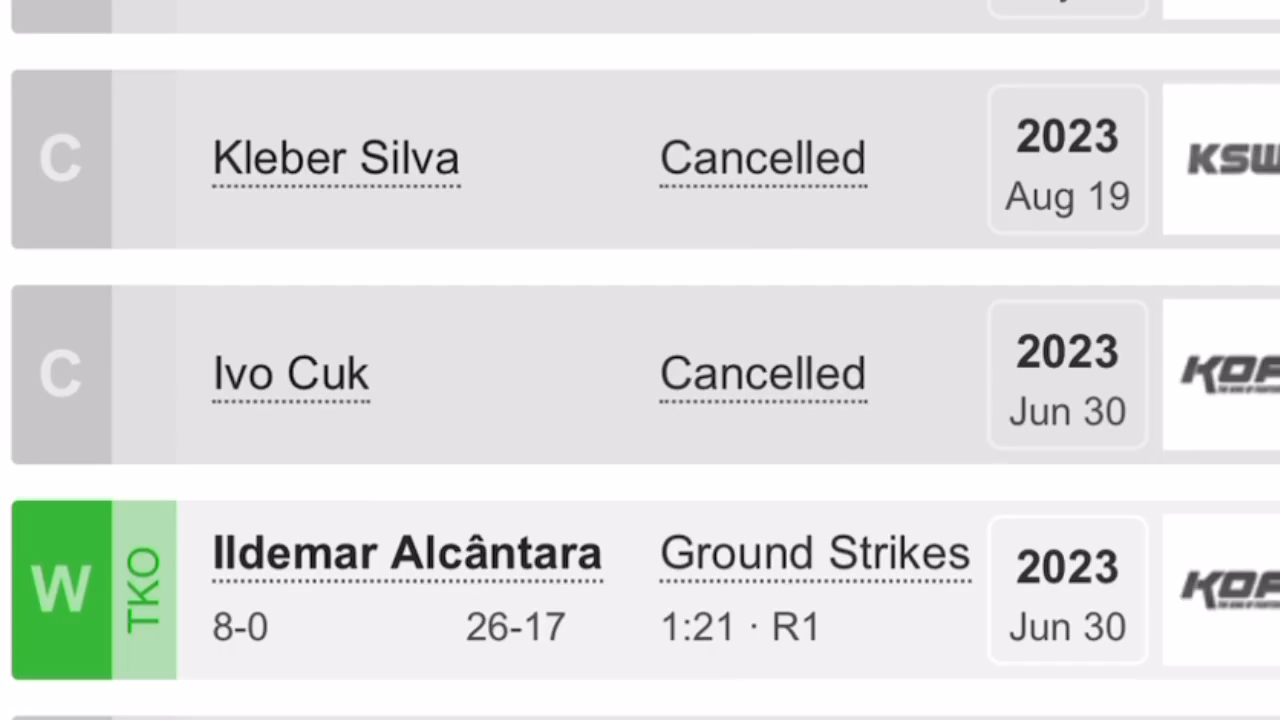 C
Kleber Silva
Cancelled
2023
Aug 19
KSW
C
Ivo Cuk
Cancelled
2023
Jun 30
W
TKO
Ildemar Alcântara
Ground Strikes
2023
8-0
26-17
1:21 · R1
Jun 30